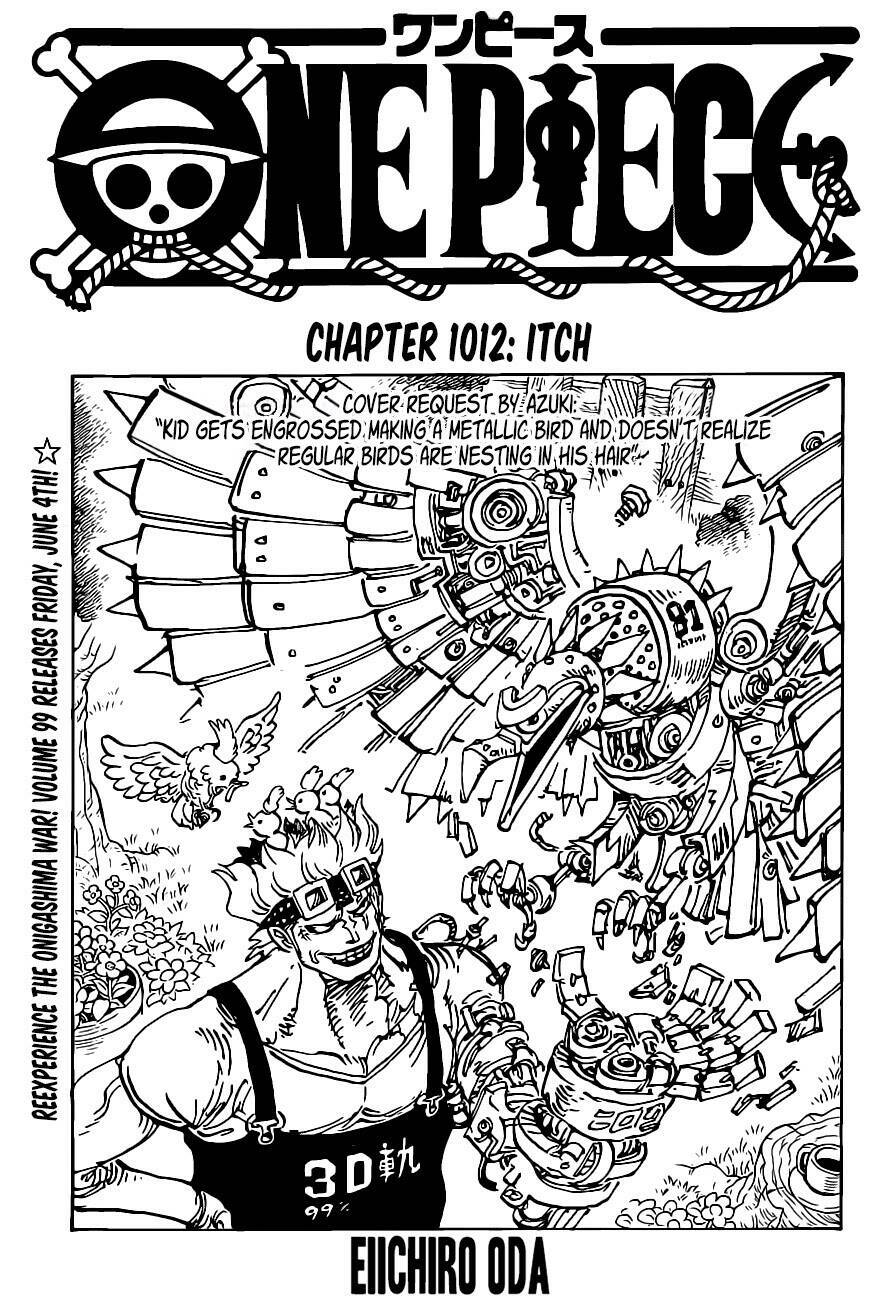 ワンピース
ONE PIECE
CHAPTER 1012: ITCH
COVER REQUEST BY AZUKI:
"KID GETS ENGROSSED MAKING A METALLIC BIRD AND DOESN'T REALIZE
REGULAR BIRDS ARE NESTING IN HIS HAIR".
REEXPERIENCE THE ONIGASHIMA WAR! VOLUME 99 RELEASES FRIDAY, JUNE 4TH! ☆
81
3D軌
99%
EIICHIRO ODA